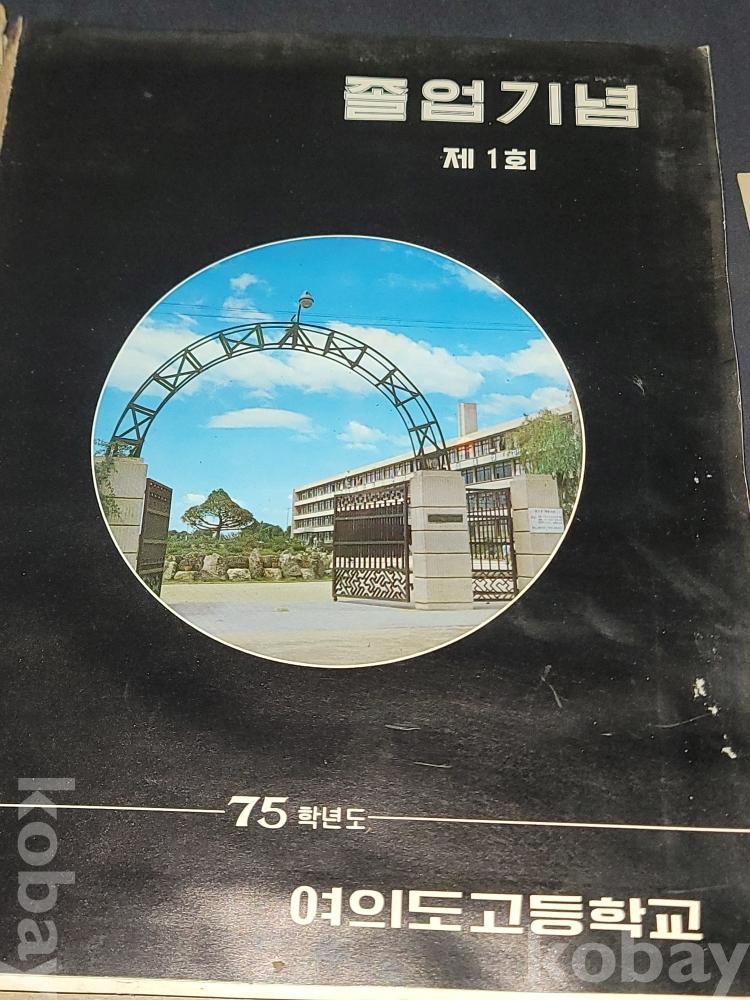 졸업기념
제1회
75 학년도
여의도고등학교
kobay
kobay